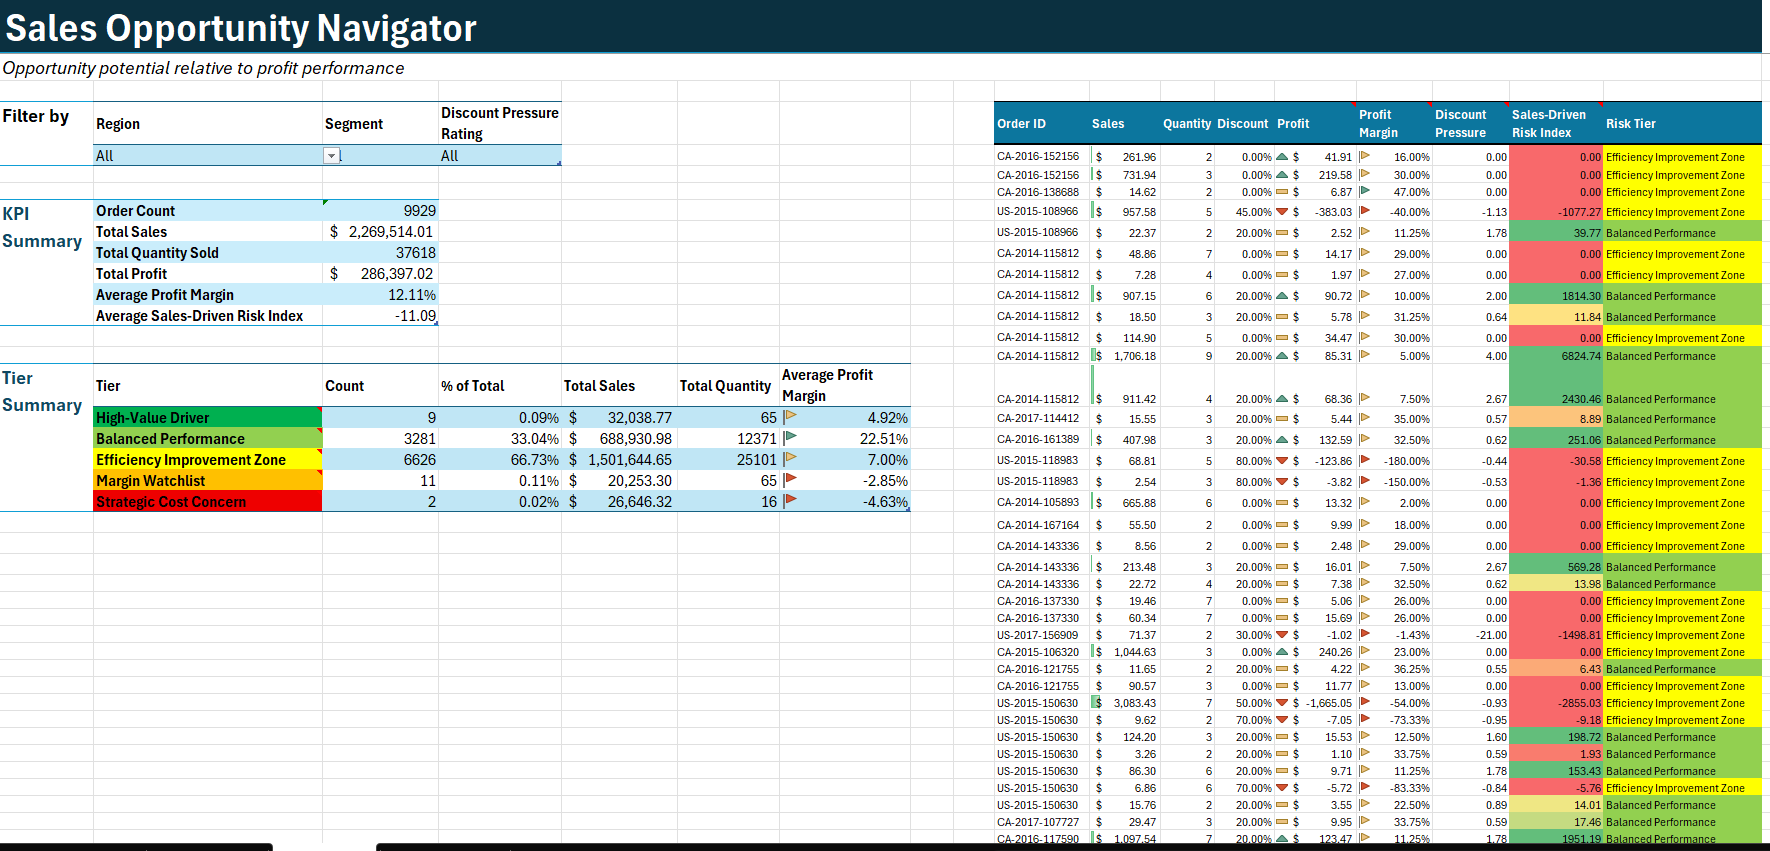 Sales Opportunity Navigator
Opportunity potential relative to profit performance
Filter by
Region Segment Discount Pressure Rating
All All
KPI Summary
Order Count 9929
Total Sales $ 2,269,514.01
Total Quantity Sold 37618
Total Profit $ 286,397.02
Average Profit Margin 12.11%
Average Sales-Driven Risk Index -11.09
Tier Summary
Tier Count % of Total Total Sales Total Quantity Average Profit Margin
High-Value Driver 9 0.09% $ 32,038.77 65 4.92%
Balanced Performance 3281 33.04% $ 688,930.98 12371 22.51%
Efficiency Improvement Zone 6626 66.73% $ 1,501,644.65 25101 7.00%
Margin Watchlist 11 0.11% $ 20,253.30 65 -2.85%
Strategic Cost Concern 2 0.02% $ 26,646.32 16 -4.63%
Order ID Sales Quantity Discount Profit Profit Margin Discount Pressure Sales-Driven Risk Index Risk Tier
CA-2016-152156 $ 261.96 2 0.00% $ 41.91 16.00% 0.00 0.00 Efficiency Improvement Zone
CA-2016-152156 $ 731.94 3 0.00% $ 219.58 30.00% 0.00 0.00 Efficiency Improvement Zone
CA-2016-138688 $ 14.62 2 0.00% $ 6.87 47.00% 0.00 0.00 Efficiency Improvement Zone
US-2015-108966 $ 957.58 5 45.00% $ -383.03 -40.00% -1.13 -1077.27 Efficiency Improvement Zone
US-2015-108966 $ 22.37 2 20.00% $ 2.52 11.25% 1.78 39.77 Balanced Performance
CA-2014-115812 $ 48.86 7 0.00% $ 14.17 29.00% 0.00 0.00 Efficiency Improvement Zone
CA-2014-115812 $ 7.28 4 0.00% $ 1.97 27.00% 0.00 0.00 Efficiency Improvement Zone
CA-2014-115812 $ 907.15 6 20.00% $ 90.72 10.00% 2.00 1814.30 Balanced Performance
CA-2014-115812 $ 18.50 3 20.00% $ 5.78 31.25% 0.64 11.84 Balanced Performance
CA-2014-115812 $ 114.90 5 0.00% $ 34.47 30.00% 0.00 0.00 Efficiency Improvement Zone
CA-2014-115812 $ 1,706.18 9 20.00% $ 85.31 5.00% 4.00 6824.74 Balanced Performance
CA-2014-115812 $ 911.42 4 20.00% $ 68.36 7.50% 2.67 2430.46 Balanced Performance
CA-2017-114412 $ 15.55 3 20.00% $ 5.44 35.00% 0.57 8.89 Balanced Performance
CA-2016-161389 $ 407.98 3 20.00% $ 132.59 32.50% 0.62 251.06 Balanced Performance
US-2015-118983 $ 68.81 5 80.00% $ -123.86 -180.00% -0.44 -30.58 Efficiency Improvement Zone
US-2015-118983 $ 2.54 3 80.00% $ -3.82 -150.00% -0.53 -1.36 Efficiency Improvement Zone
CA-2014-105893 $ 665.88 6 0.00% $ 13.32 2.00% 0.00 0.00 Efficiency Improvement Zone
CA-2014-167164 $ 55.50 2 0.00% $ 9.99 18.00% 0.00 0.00 Efficiency Improvement Zone
CA-2014-143336 $ 8.56 2 0.00% $ 2.48 29.00% 0.00 0.00 Efficiency Improvement Zone
CA-2014-143336 $ 213.48 3 20.00% $ 16.01 7.50% 2.67 569.28 Balanced Performance
CA-2014-143336 $ 22.72 4 20.00% $ 7.38 32.50% 0.62 13.98 Balanced Performance
CA-2016-137330 $ 19.46 7 0.00% $ 5.06 26.00% 0.00 0.00 Efficiency Improvement Zone
CA-2016-137330 $ 60.34 7 0.00% $ 15.69 26.00% 0.00 0.00 Efficiency Improvement Zone
US-2017-156909 $ 71.37 2 30.00% $ -1.02 -1.43% -21.00 -1498.81 Efficiency Improvement Zone
CA-2015-106320 $ 1,044.63 3 0.00% $ 240.26 23.00% 0.00 0.00 Efficiency Improvement Zone
CA-2016-121755 $ 11.65 2 20.00% $ 4.22 36.25% 0.55 6.43 Balanced Performance
CA-2016-121755 $ 90.57 3 0.00% $ 11.77 13.00% 0.00 0.00 Efficiency Improvement Zone
US-2015-150630 $ 3,083.43 7 50.00% $ -1,665.05 -54.00% -0.93 -2855.03 Efficiency Improvement Zone
US-2015-150630 $ 9.62 2 70.00% $ -7.05 -73.33% -0.95 -9.18 Efficiency Improvement Zone
US-2015-150630 $ 124.20 3 20.00% $ 15.53 12.50% 1.60 198.72 Balanced Performance
US-2015-150630 $ 3.26 2 20.00% $ 1.10 33.75% 0.59 1.93 Balanced Performance
US-2015-150630 $ 86.30 6 20.00% $ 9.71 11.25% 1.78 153.43 Balanced Performance
US-2015-150630 $ 6.86 6 70.00% $ -5.72 -83.33% -0.84 -5.76 Efficiency Improvement Zone
US-2015-150630 $ 15.76 2 20.00% $ 3.55 22.50% 0.89 14.01 Balanced Performance
CA-2017-107727 $ 29.47 3 20.00% $ 9.95 33.75% 0.59 17.46 Balanced Performance
CA-2016-117590 $ 1,097.54 7 20.00% $ 123.47 11.25% 1.78 1951.19 Balanced Performance